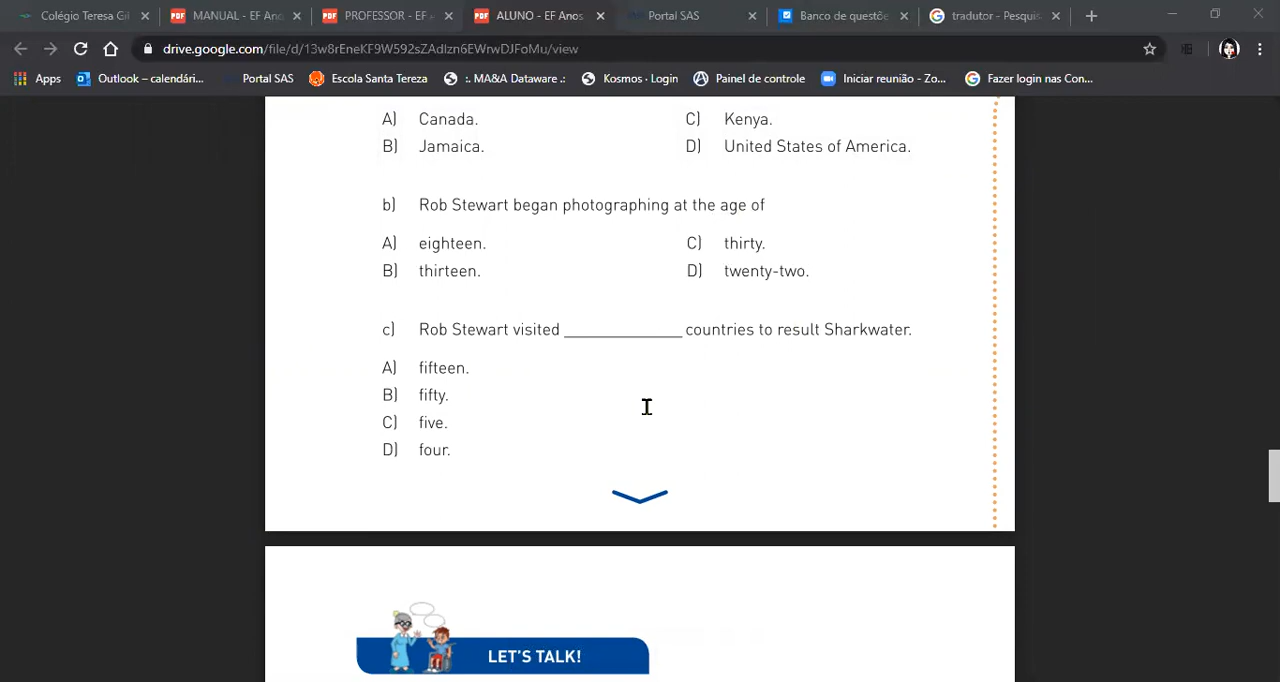 Colégio Teresa Gil
MANUAL - EF Ano
PROFESSOR - EF
ALUNO - EF Anos
Portal SAS
Banco de questõe
tradutor - Pesquis
drive.google.com/file/d/13w8rEneKF9W592sZAdIzn6EWrwDJFoMu/view
Apps
Outlook – calendári...
Portal SAS
Escola Santa Tereza
:. MA&A Dataware .:
Kosmos · Login
Painel de controle
Iniciar reunião - Zo...
Fazer login nas Con...
A) Canada. C) Kenya.
B) Jamaica. D) United States of America.
b) Rob Stewart began photographing at the age of
A) eighteen. C) thirty.
B) thirteen. D) twenty-two.
c) Rob Stewart visited _____________ countries to result Sharkwater.
A) fifteen.
B) fifty.
C) five.
D) four.
LET'S TALK!